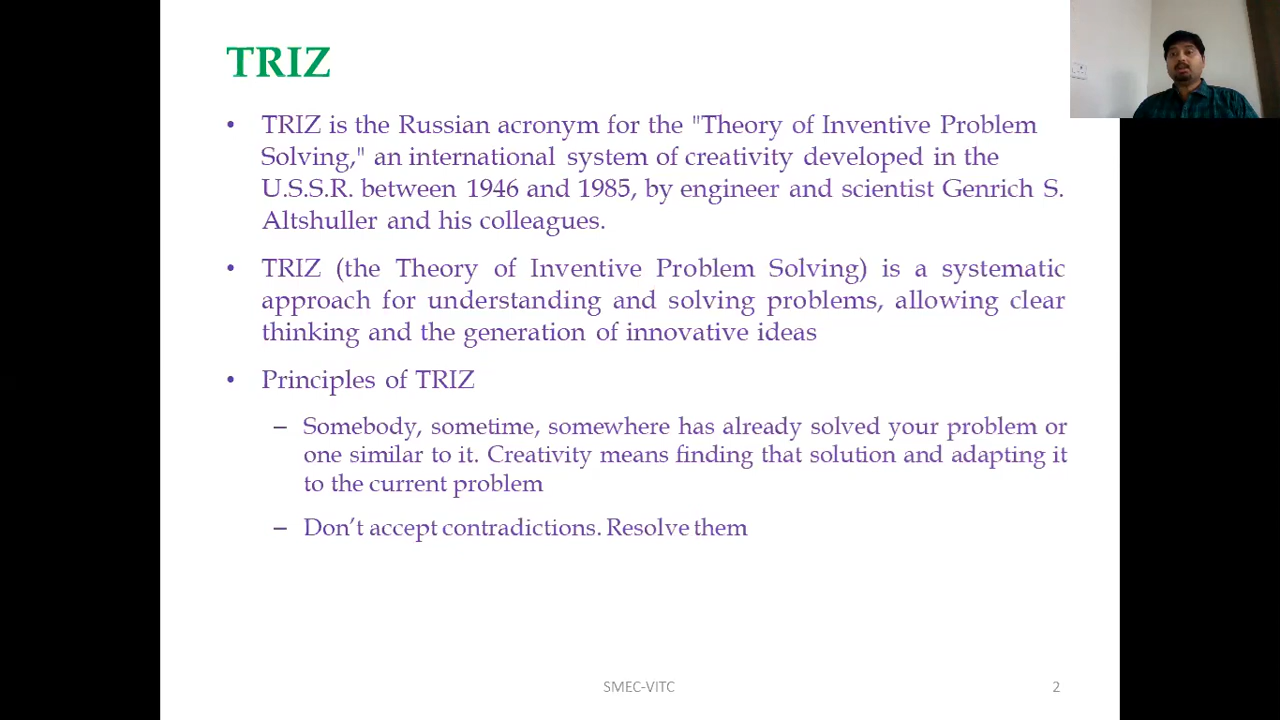 TRIZ
• TRIZ is the Russian acronym for the "Theory of Inventive Problem
Solving," an international system of creativity developed in the
U.S.S.R. between 1946 and 1985, by engineer and scientist Genrich S.
Altshuller and his colleagues.
• TRIZ (the Theory of Inventive Problem Solving) is a systematic
approach for understanding and solving problems, allowing clear
thinking and the generation of innovative ideas
• Principles of TRIZ
– Somebody, sometime, somewhere has already solved your problem or
one similar to it. Creativity means finding that solution and adapting it
to the current problem
– Don’t accept contradictions. Resolve them
SMEC-VITC
2